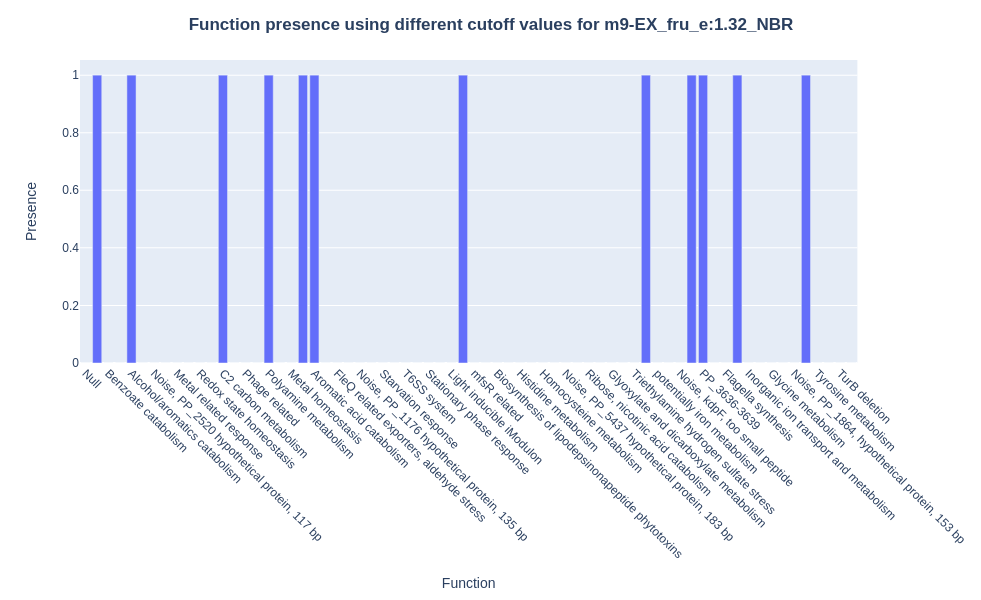 Function presence using different cutoff values for m9-EX_fru_e:1.32_NBR
Presence
1
0.8
0.6
0.4
0.2
0
Null
Benzoate catabolism
Alcohol/aromatics catabolism
Noise, PP_2520 hypothetical protein, 117 bp
Metal related response
Redox state homeostasis
C2 carbon metabolism
Phage related
Polyamine metabolism
Metal homestasis
Aromatic acid catabolism
FleQ related exporters, aldehyde stress
Noise, PP_1176 hypothetical protein, 135 bp
Starvation response
T6SS system
Stationary phase response
Light inducible iModulon
mfsR related
Biosynthesis of lipodepsinonapeptide phytotoxins
Histidine metabolism
Homocysteine metabolism
Noise, PP_5437 hypothetical protein, 183 bp
Ribose, nicotinic acid catabolism
Glyoxylate and dicarboxylate metabolism
Triethylamine hydrogen sulfate stress
potentially iron metabolism
Noise, kdpF, too small peptide
PP_3636-3639
Flagella synthesis
Inorganic ion transport and metabolism
Glycine metabolism
Noise, PP_1864, hypothetical protein, 153 bp
Tyrosine metabolism
TurB deletion
Function